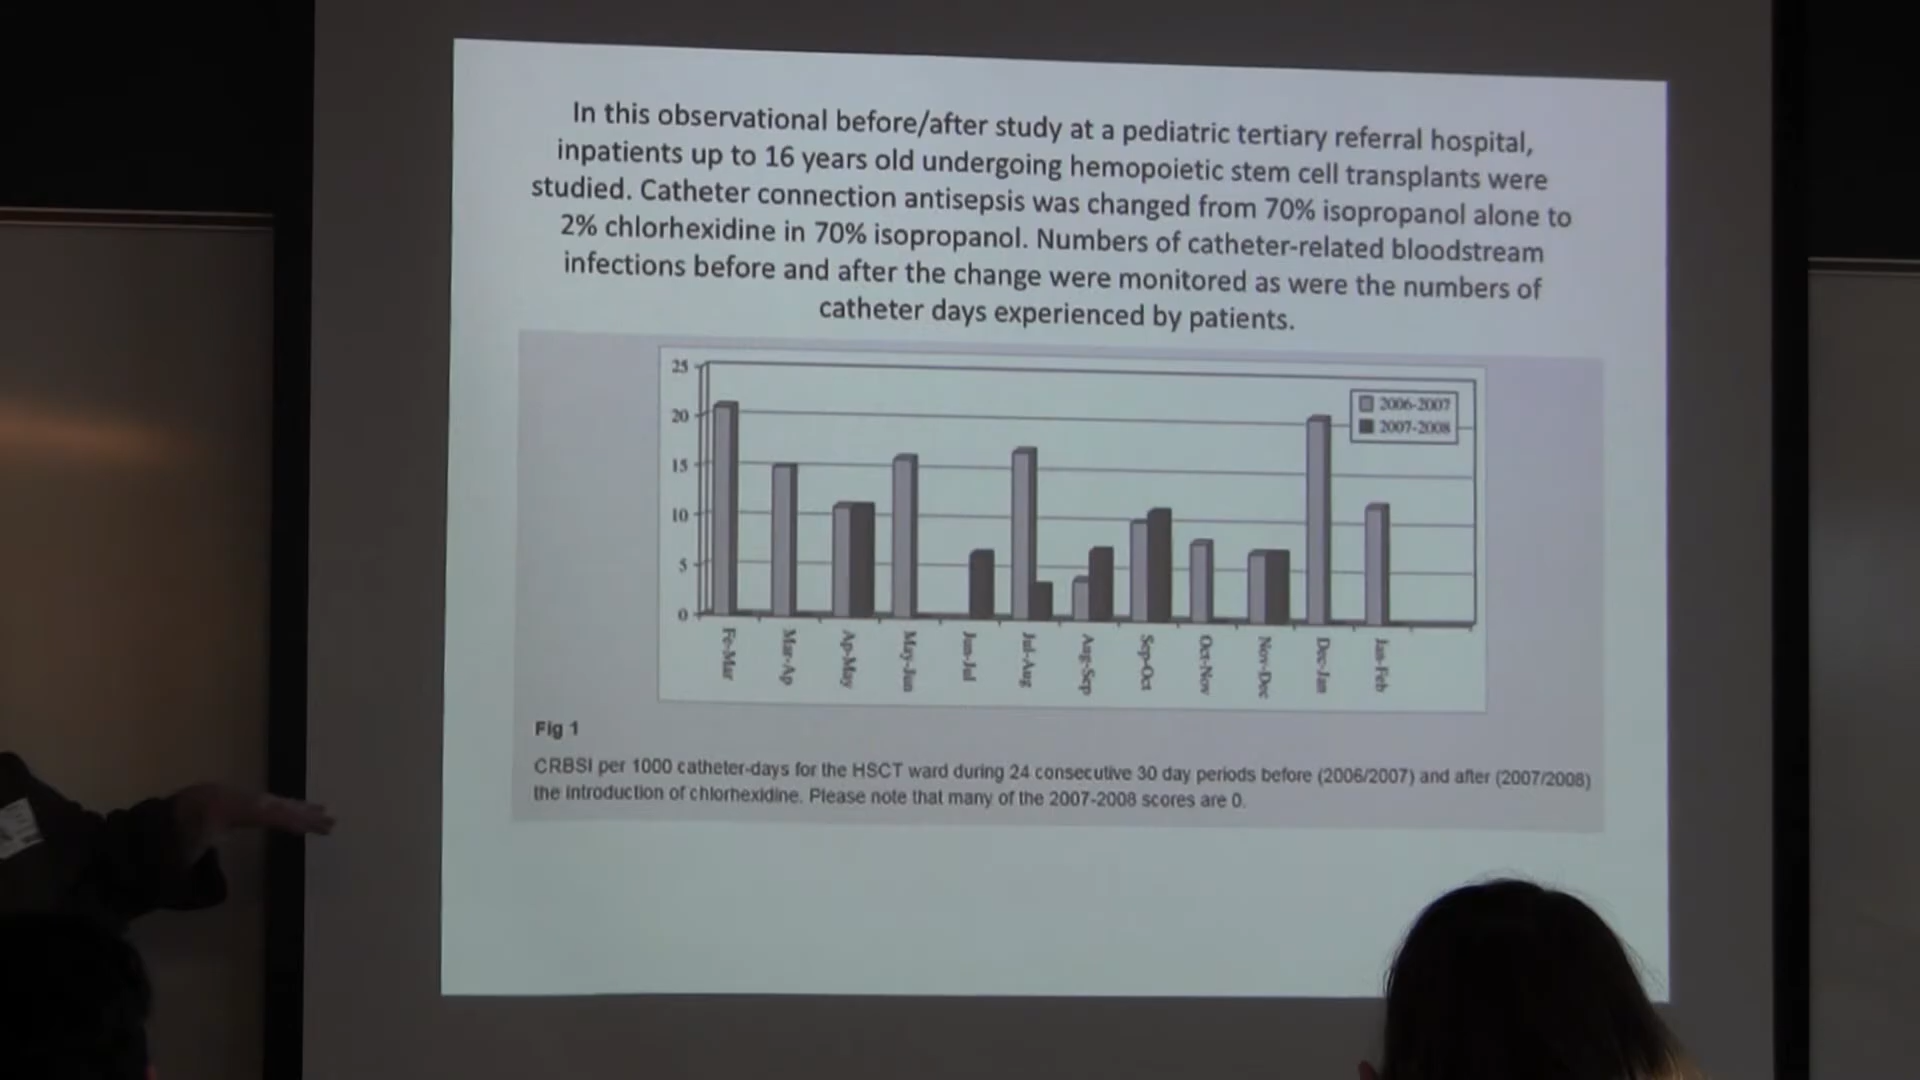 In this observational before/after study at a pediatric tertiary referral hospital,
inpatients up to 16 years old undergoing hemopoietic stem cell transplants were
studied. Catheter connection antisepsis was changed from 70% isopropanol alone to
2% chlorhexidine in 70% isopropanol. Numbers of catheter-related bloodstream
infections before and after the change were monitored as were the numbers of
catheter days experienced by patients.
25
20
15
10
5
0
2006-2007
2007-2008
Fe-Mar
Mar-Ap
Ap-May
May-Jun
Jun-Jul
Jul-Aug
Aug-Sep
Sep-Oct
Oct-Nov
Nov-Dec
Dec-Jan
Jan-Feb
Fig 1
CRBSI per 1000 catheter-days for the HSCT ward during 24 consecutive 30 day periods before (2006/2007) and after (2007/2008)
the introduction of chlorhexidine. Please note that many of the 2007-2008 scores are 0.